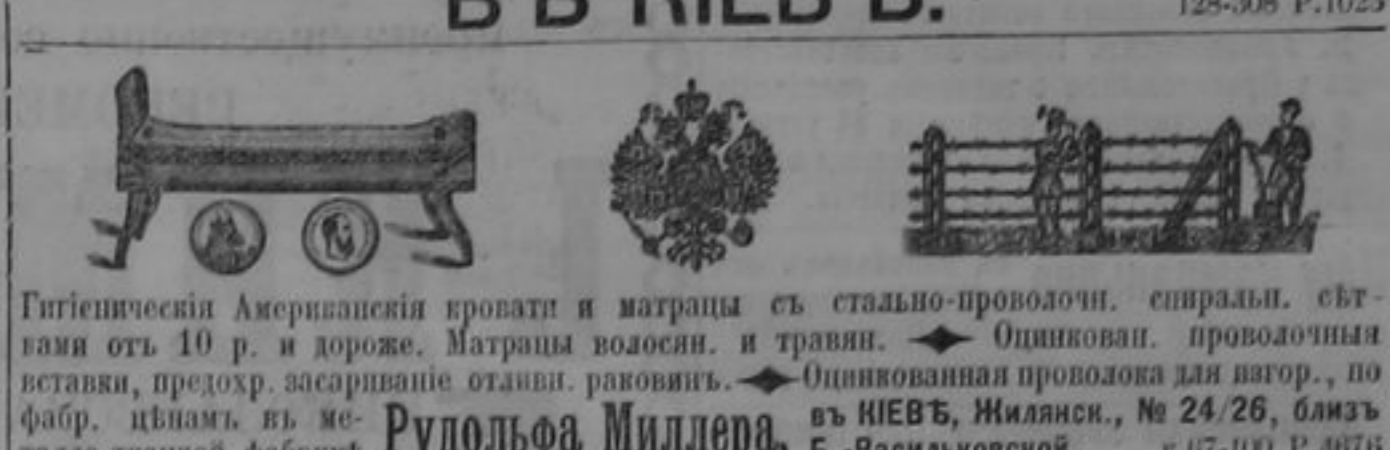 ВЪ КІЕВѢ.
128-308 Р.1025
Гигіеническія Американскія кровати и матрацы съ стально-проволочн. спиральн. сѣт-
ками отъ 10 р. и дороже. Матрацы волосян. и травян. Оцинкован. проволочныя
вставки, предохр. засариваніе отливн. раковинъ. Оцинкованная проволока для изгор., по
фабр. цѣнамъ въ ме-
Рудольфа Миллера,
въ КІЕВѢ, Жилянск., № 24/26, близъ
Б.-Васильковской
Р.4676